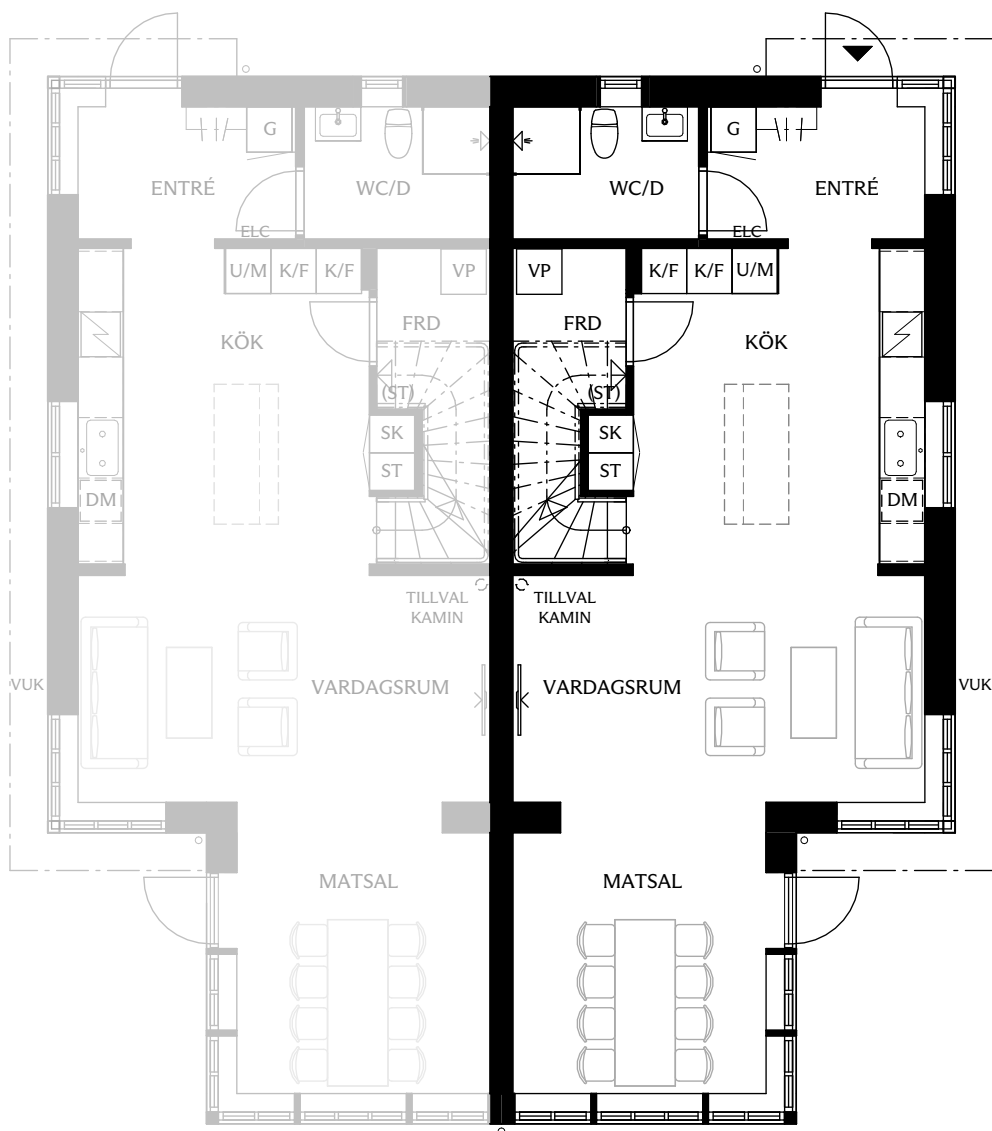 G G
ENTRÉ WC/D WC/D ENTRÉ
ELC ELC
U/M K/F K/F VP VP K/F K/F U/M
FRD FRD
KÖK KÖK
(ST) (ST)
SK SK
ST ST
DM DM
TILLVAL TILLVAL
KAMIN KAMIN
VUK VARDAGSRUM VARDAGSRUM VUK
MATSAL MATSAL